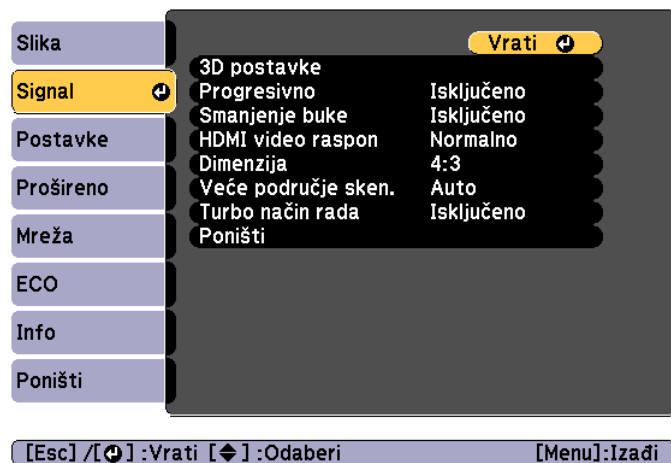 Slika
Signal
Postavke
Prošireno
Mreža
ECO
Info
Poništi
Vrati
3D postavke
Progresivno Isključeno
Smanjenje buke Isključeno
HDMI video raspon Normalno
Dimenzija 4:3
Veće područje sken. Auto
Turbo način rada Isključeno
Poništi
[Esc] /[ ] :Vrati [ ] :Odaberi [Menu]:Izađi